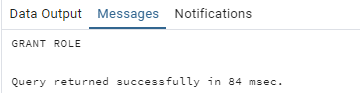 Data Output Messages Notifications
GRANT ROLE
Query returned successfully in 84 msec.